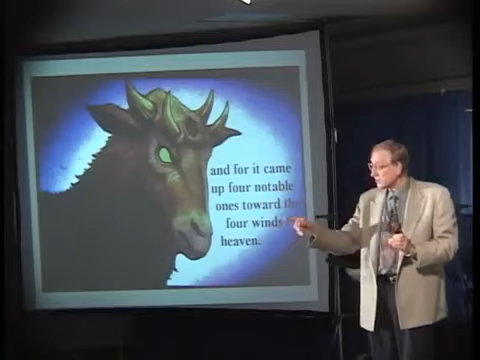 and for it came
up four notable
ones toward the
four winds
heaven.